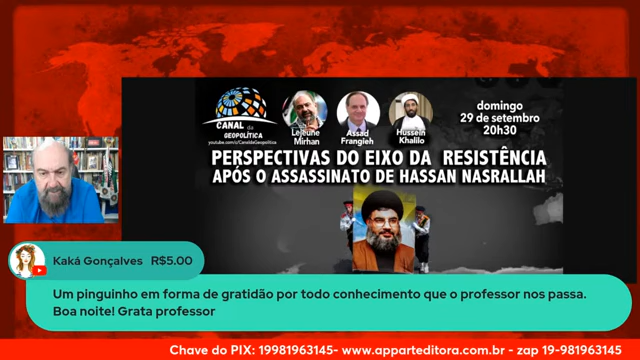 domingo
29 de setembro
20h30
CANAL da
GEOPOLÍTICA
youtube.com/c/CanaldeGeopolitica
Lejeune
Mirhan
Assad
Frangieh
Hussein
Khalilo
PERSPECTIVAS DO EIXO DA RESISTÊNCIA
APÓS O ASSASSINATO DE HASSAN NASRALLAH
Kaká Gonçalves R$5.00
Um pinguinho em forma de gratidão por todo conhecimento que o professor nos passa.
Boa noite! Grata professor
Chave do PIX: 19981963145- www.apparteditora.com.br - zap 19-981963145